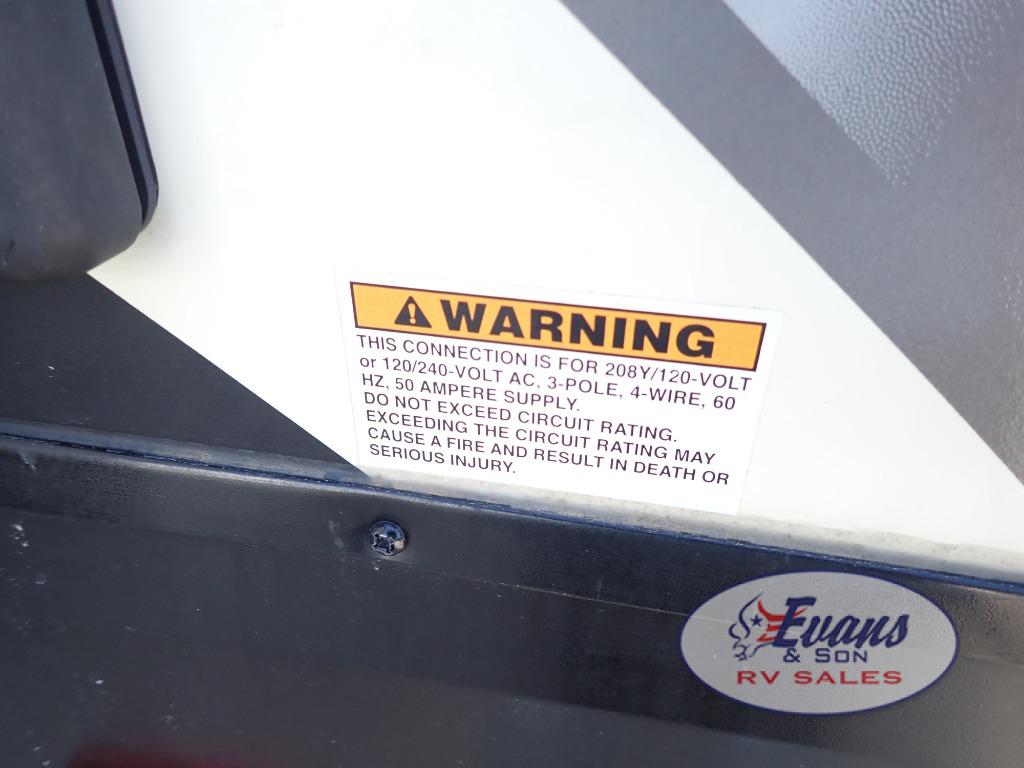 WARNING
THIS CONNECTION IS FOR 208Y/120-VOLT
or 120/240-VOLT AC, 3-POLE, 4-WIRE, 60
HZ, 50 AMPERE SUPPLY.
DO NOT EXCEED CIRCUIT RATING.
EXCEEDING THE CIRCUIT RATING MAY
CAUSE A FIRE AND RESULT IN DEATH OR
SERIOUS INJURY.
Evans
& SON
RV SALES